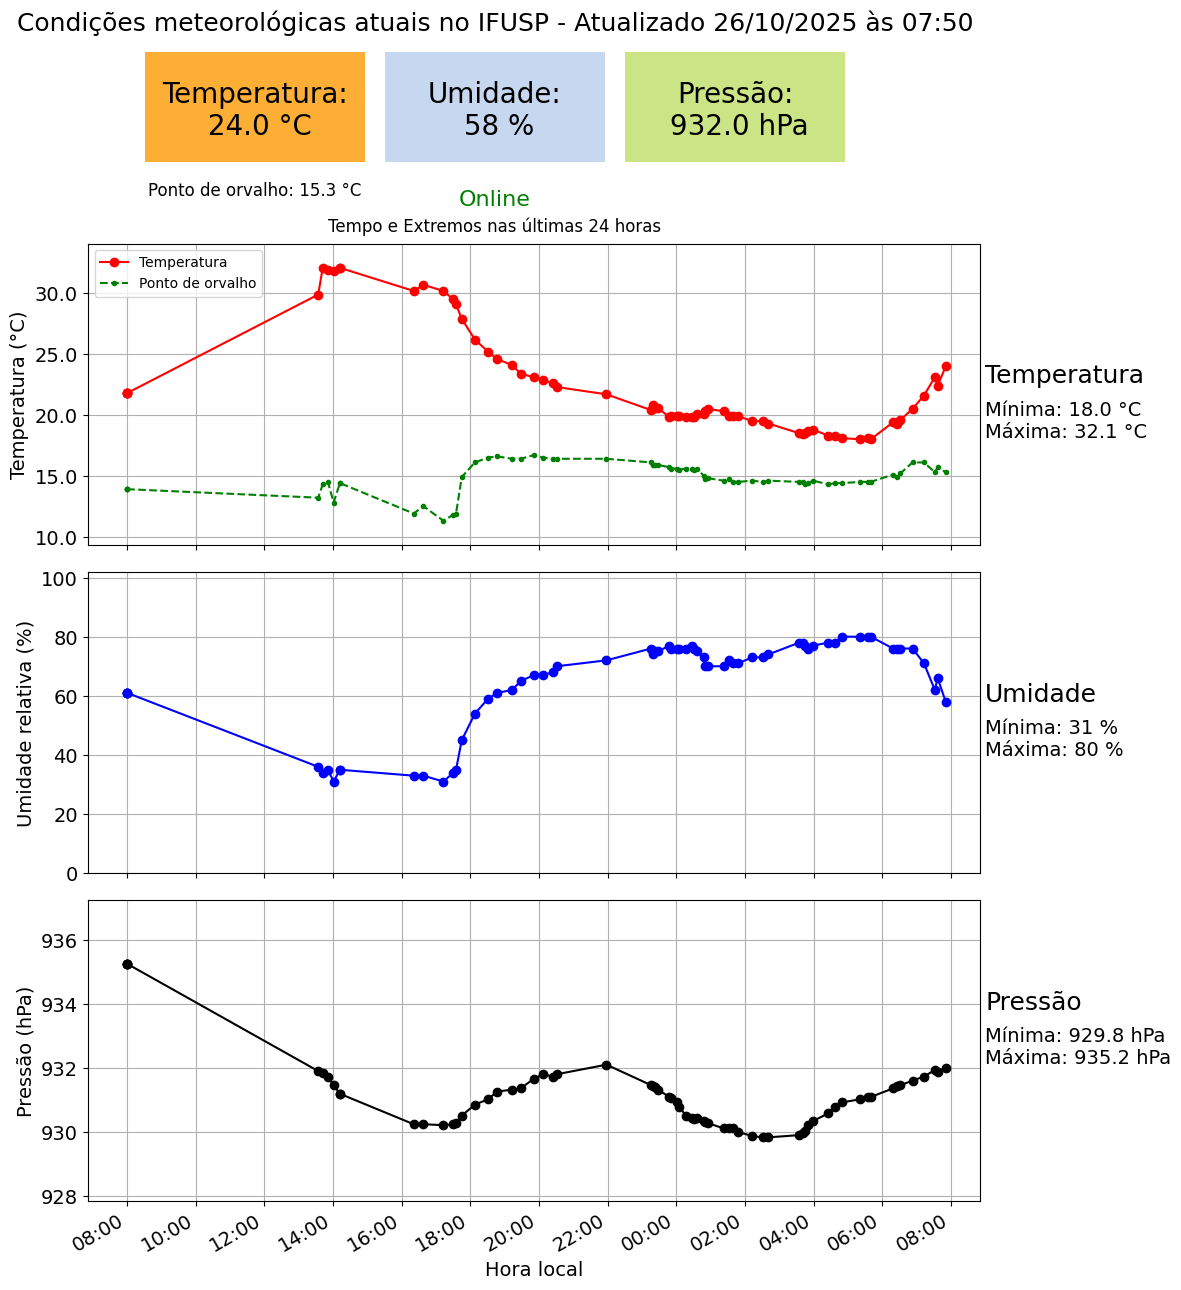 Condições meteorológicas atuais no IFUSP - Atualizado 26/10/2025 às 07:50
Temperatura:
24.0 °C
Umidade:
58 %
Pressão:
932.0 hPa
Ponto de orvalho: 15.3 °C
Online
Tempo e Extremos nas últimas 24 horas
Temperatura
Ponto de orvalho
Temperatura (°C)
30.0
25.0
20.0
15.0
10.0
Temperatura
Mínima: 18.0 °C
Máxima: 32.1 °C
Umidade relativa (%)
100
80
60
40
20
0
Umidade
Mínima: 31 %
Máxima: 80 %
Pressão (hPa)
936
934
932
930
928
Pressão
Mínima: 929.8 hPa
Máxima: 935.2 hPa
08:00
10:00
12:00
14:00
16:00
18:00
20:00
22:00
00:00
02:00
04:00
06:00
08:00
Hora local